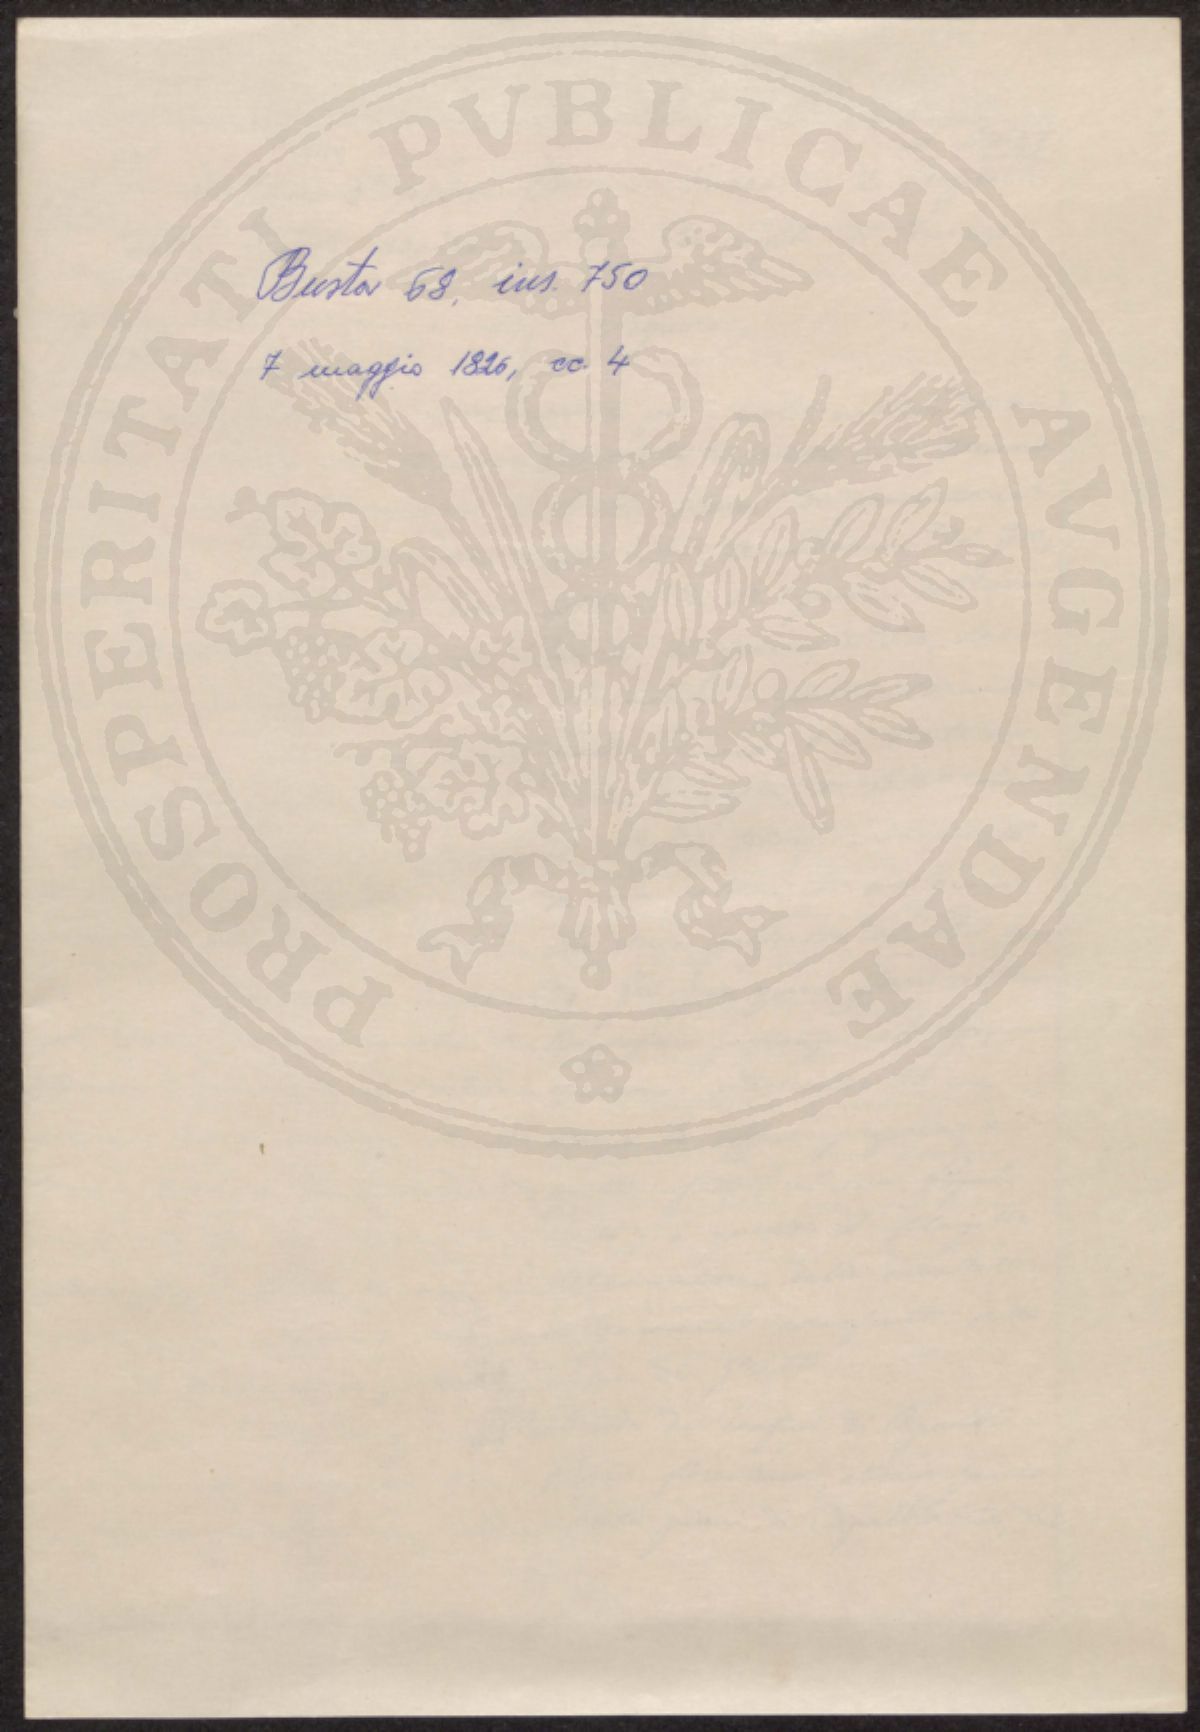 Busta 68, ins. 750
7 maggio 1826, cc. 4
PROSPERITATI PVBLICAE AVGENDAE